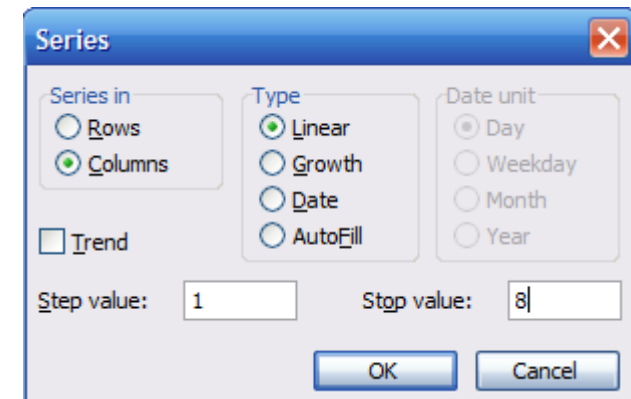 Series
Series in
Rows
Columns
Trend
Type
Linear
Growth
Date
AutoFill
Date unit
Day
Weekday
Month
Year
Step value: 1
Stop value: 8
OK
Cancel